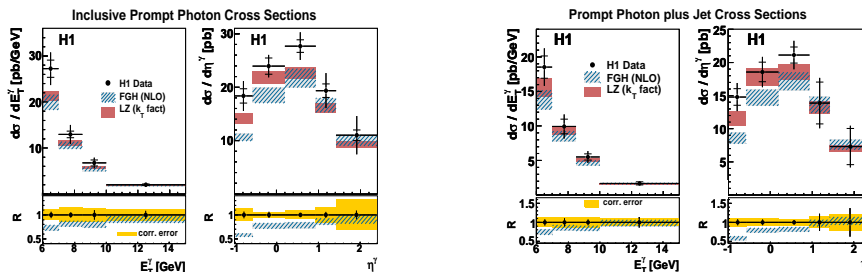 Inclusive Prompt Photon Cross Sections
dσ / dE_T^γ [pb/GeV]
30
20
10
H1
dσ / dη^γ [pb]
30
20
10
H1
H1 Data
FGH (NLO)
LZ (k_T fact)
R
1
0.5
corr. error
6 8 10 12 14
E_T^γ [GeV]
-1 0 1 2
η^γ
Prompt Photon plus Jet Cross Sections
dσ / dE_T^γ [pb/GeV]
25
20
15
10
5
H1
H1 Data
FGH (NLO)
LZ (k_T fact)
dσ / dη^γ [pb]
25
20
15
10
5
H1
R
1.5
1
0.5
corr. error
6 8 10 12 14
E_T^γ [GeV]
1.5
1
0.5
-1 0 1 2